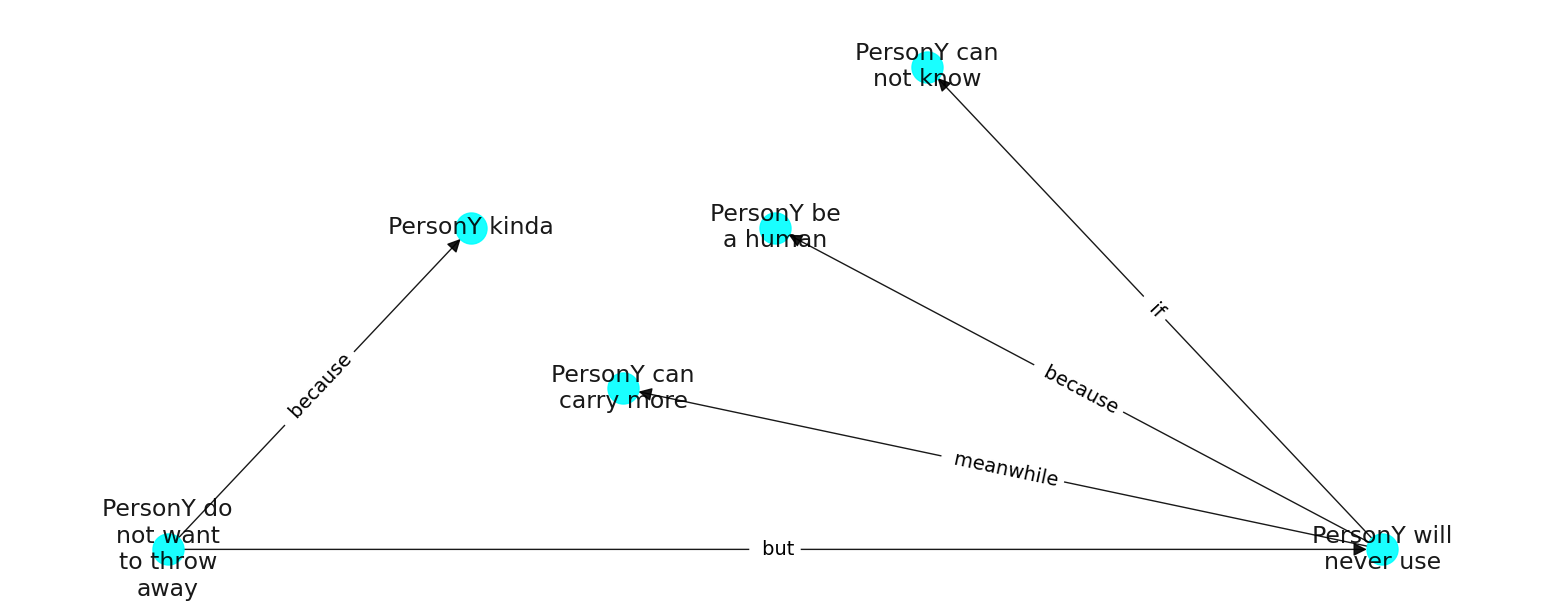 PersonY can
not know
PersonY kinda
PersonY be
a human
if
because
because
PersonY can
carry more
meanwhile
PersonY do
not want
to throw
away
but
PersonY will
never use